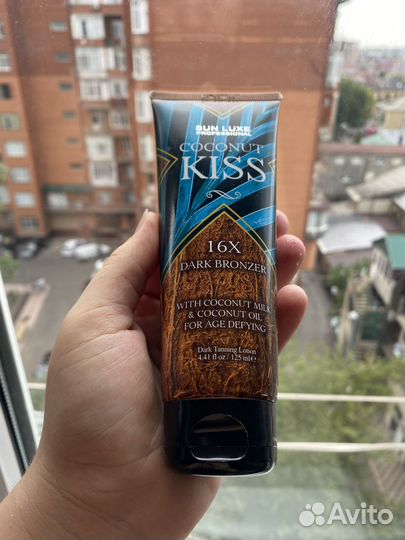 SUN LUXE
PROFESSIONAL
COCONUT
KISS
16X
DARK BRONZER
WITH COCONUT MILK
& COCONUT OIL
FOR AGE DEFYING
Dark Tanning Lotion
4.41 fl oz / 125 ml e
Avito